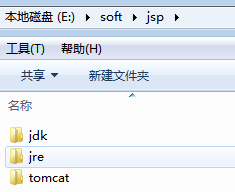 本地磁盘 (E:) ▸ soft ▸ jsp ▸
工具(T) 帮助(H)
共享 ▾ 新建文件夹
名称
jdk
jre
tomcat